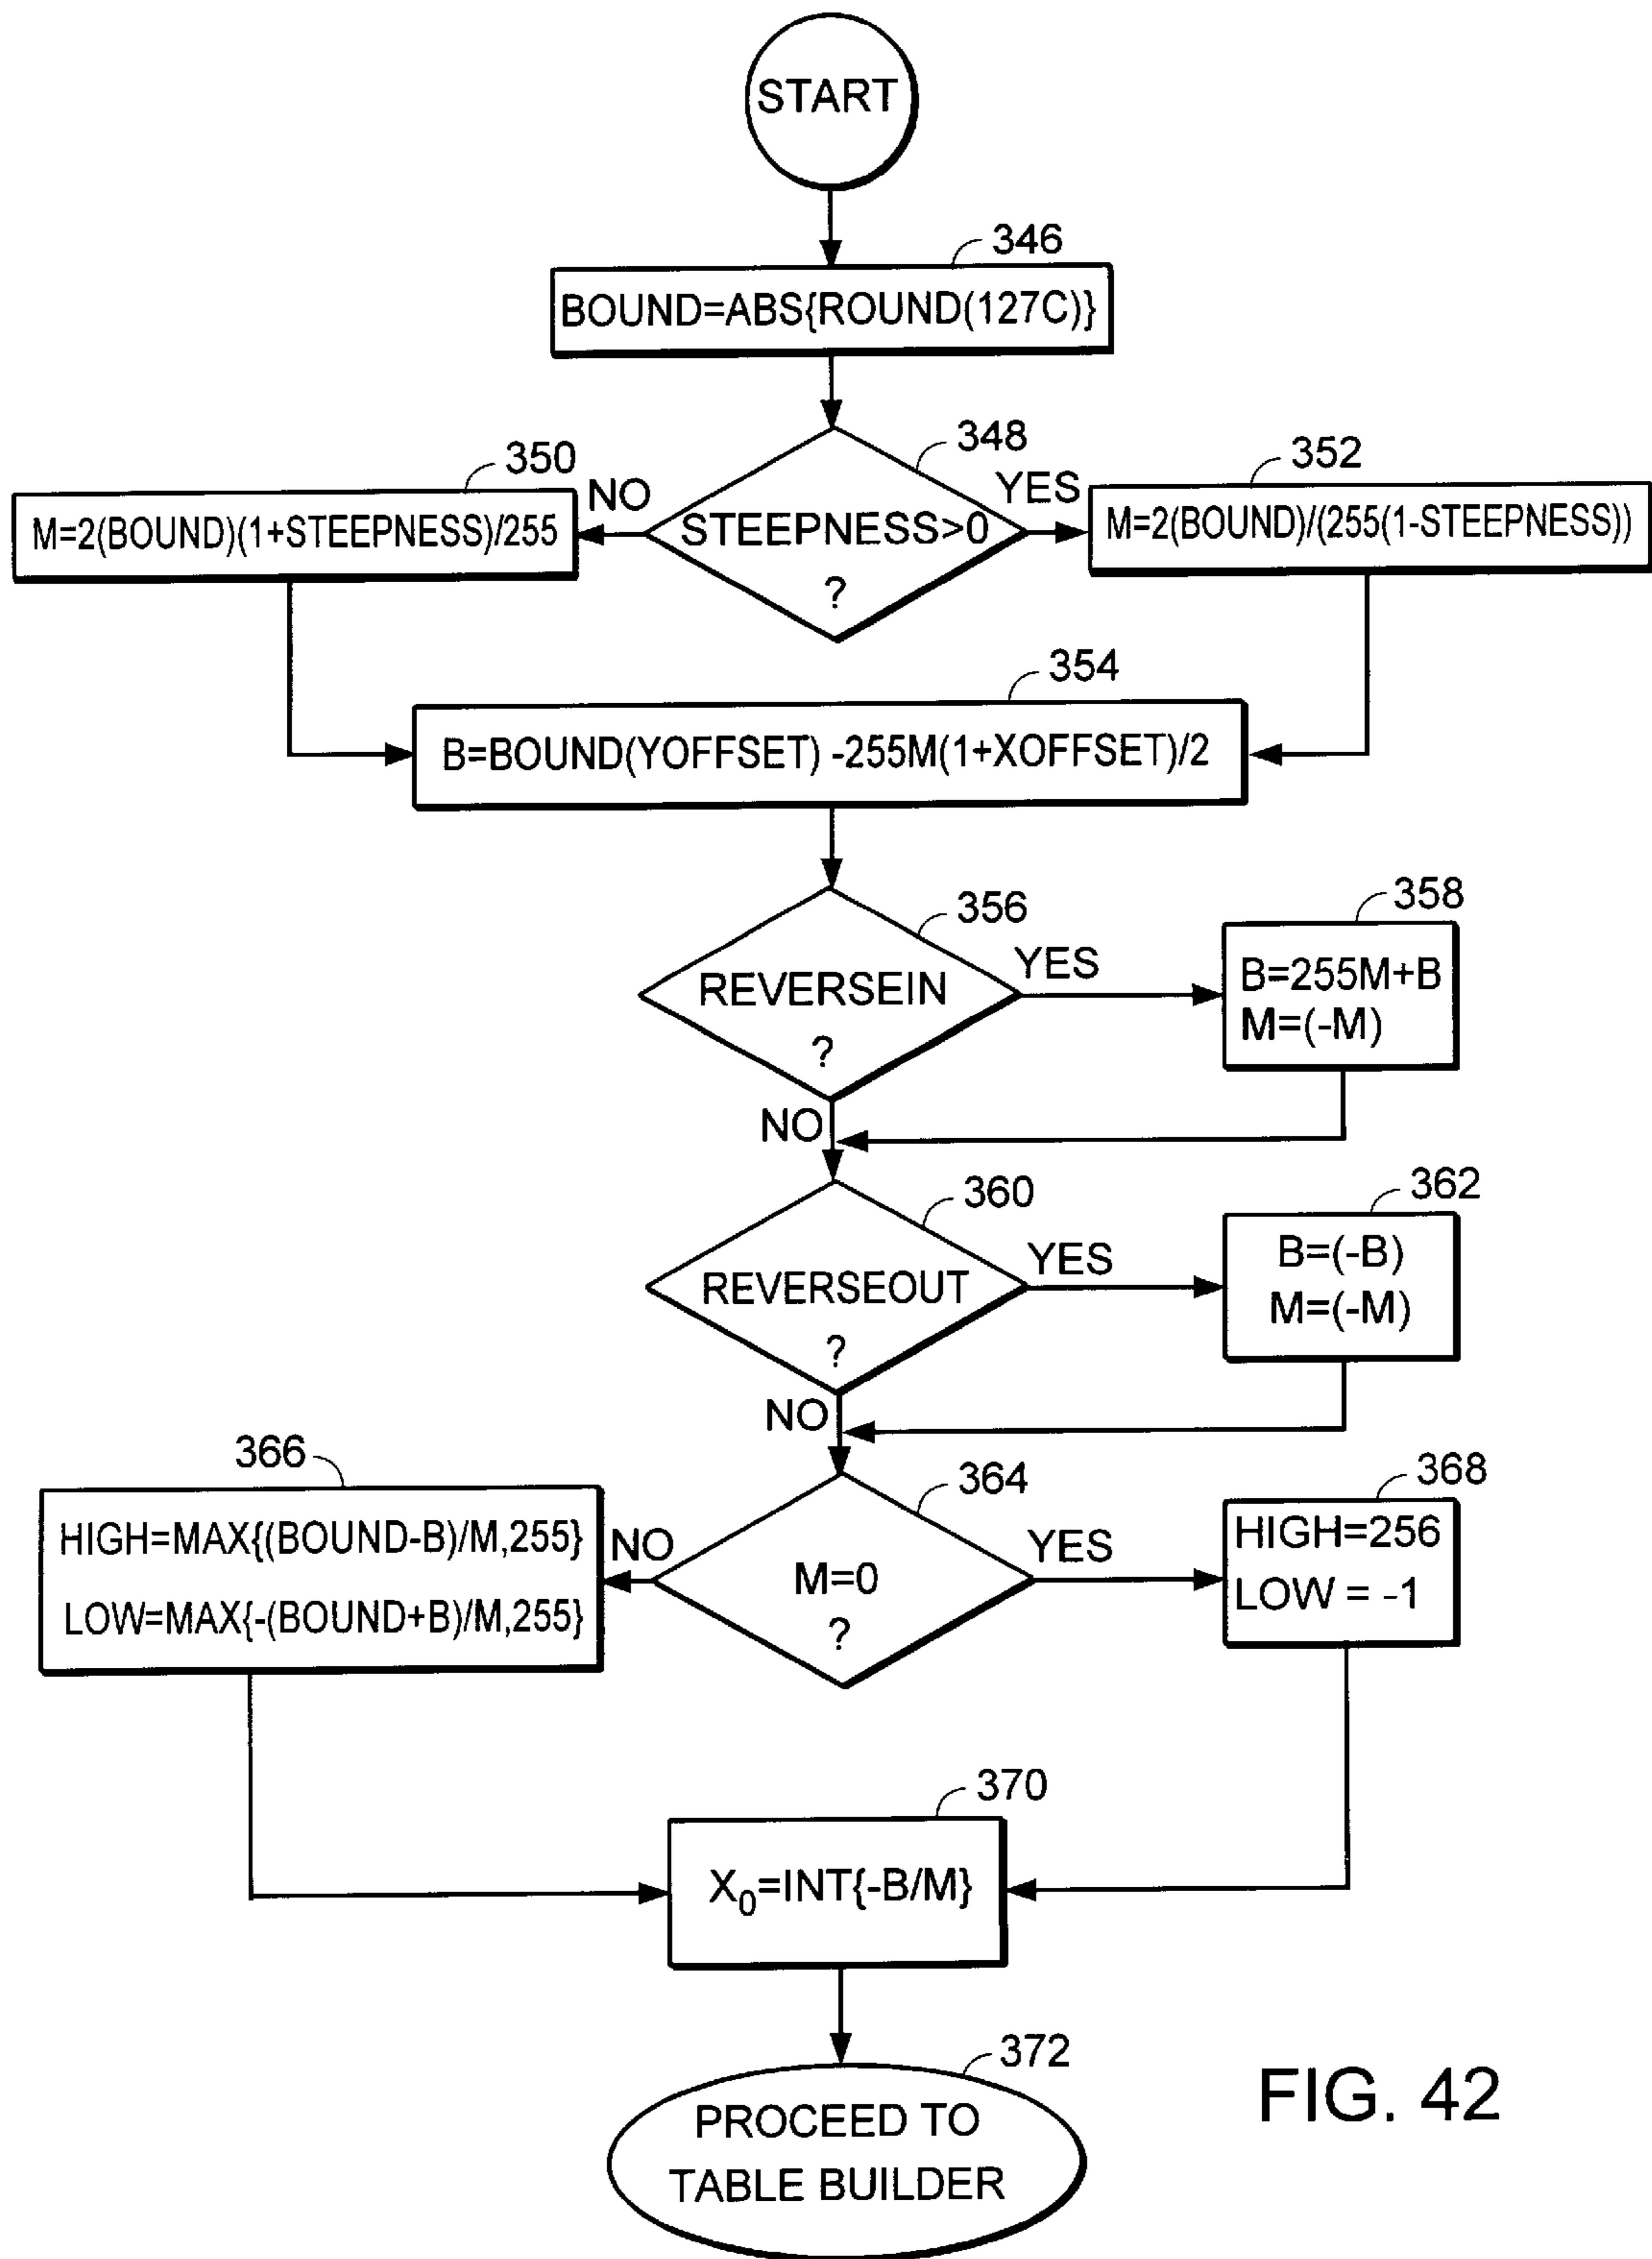 START
346
BOUND=ABS{ROUND(127C)}
348
350
NO
YES
352
M=2(BOUND)(1+STEEPNESS)/255
STEEPNESS>0
?
M=2(BOUND)/(255(1-STEEPNESS))
354
B=BOUND(YOFFSET) -255M(1+XOFFSET)/2
356
REVERSEIN
?
YES
358
B=255M+B
M=(-M)
NO
360
REVERSEOUT
?
YES
362
B=(-B)
M=(-M)
NO
364
366
HIGH=MAX{(BOUND-B)/M,255}
LOW=MAX{-(BOUND+B)/M,255}
NO
M=0
?
YES
368
HIGH=256
LOW = -1
370
X₀=INT{-B/M}
372
PROCEED TO
TABLE BUILDER
FIG. 42